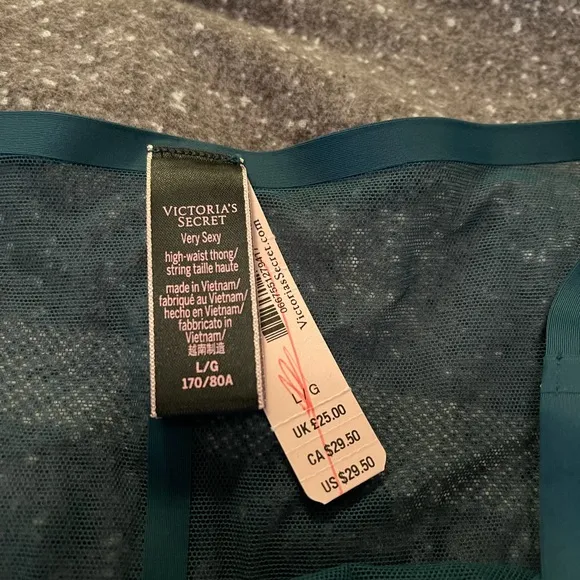 VICTORIA'S
SECRET
Very Sexy
high-waist thong/
string taille haute
made in Vietnam/
fabriqué au Vietnam/
hecho en Vietnam/
fabbricato in
Vietnam/
越南制造
L/G
170/80A
VictoriasSecret.com
L/G
UK £25.00
CA $29.50
US $29.50